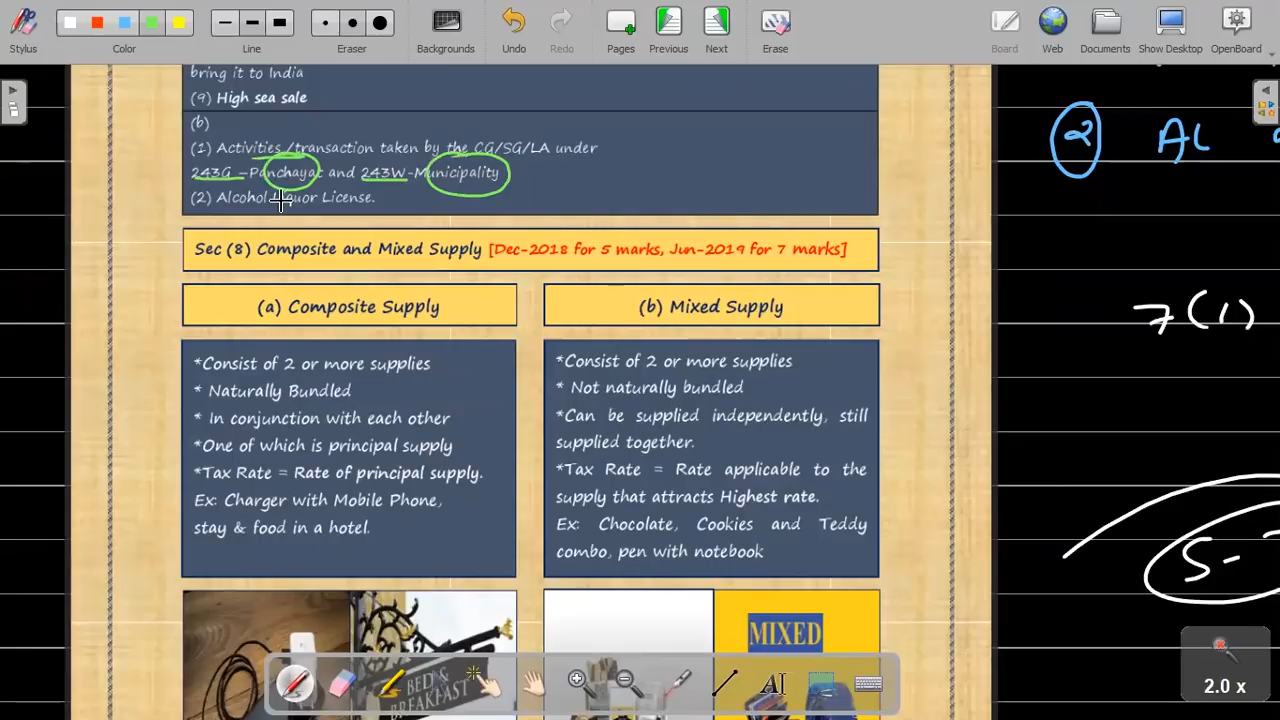 Stylus
Color
Line
Eraser
Backgrounds
Undo
Redo
Pages
Previous
Next
Erase
Board
Web
Documents
Show Desktop
OpenBoard
bring it to India
(9) High sea sale
(b)
(1) Activities /transaction taken by the CG/SG/LA under
243G -Panchayat and 243W-Municipality
(2) Alcohol Liquor License.
Sec (8) Composite and Mixed Supply [Dec-2018 for 5 marks, Jun-2019 for 7 marks]
(a) Composite Supply
*Consist of 2 or more supplies
* Naturally Bundled
* In conjunction with each other
*One of which is principal supply
*Tax Rate = Rate of principal supply.
Ex: Charger with Mobile Phone,
stay & food in a hotel.
(b) Mixed Supply
*Consist of 2 or more supplies
* Not naturally bundled
*Can be supplied independently, still
supplied together.
*Tax Rate = Rate applicable to the
supply that attracts Highest rate.
Ex: Chocolate, Cookies and Teddy
combo, pen with notebook
BED &
BREAKFAST
MIXED
2 AL
7(1)
S-
2.0 x